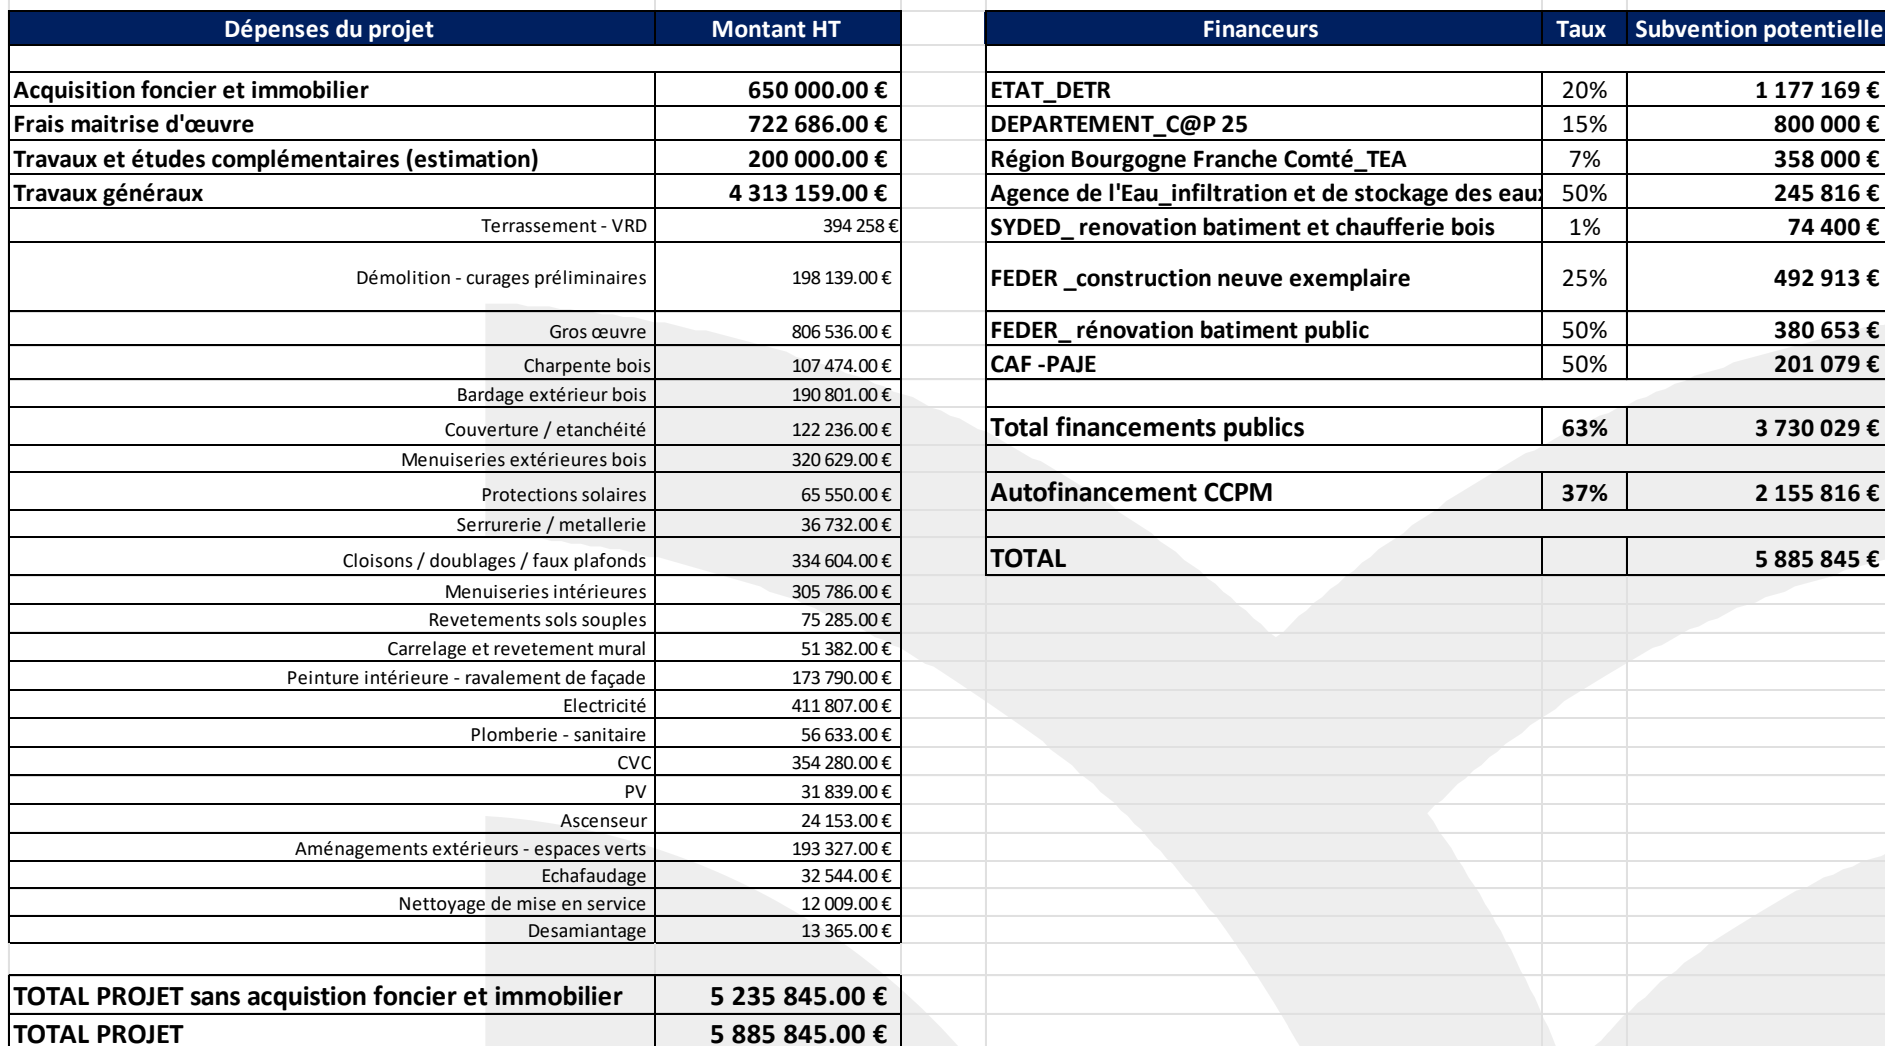 Dépenses du projet Montant HT
Acquisition foncier et immobilier 650 000.00 €
Frais maitrise d'œuvre 722 686.00 €
Travaux et études complémentaires (estimation) 200 000.00 €
Travaux généraux 4 313 159.00 €
Terrassement - VRD 394 258 €
Démolition - curages préliminaires 198 139.00 €
Gros œuvre 806 536.00 €
Charpente bois 107 474.00 €
Bardage extérieur bois 190 801.00 €
Couverture / etanchéité 122 236.00 €
Menuiseries extérieures bois 320 629.00 €
Protections solaires 65 550.00 €
Serrurerie / metallerie 36 732.00 €
Cloisons / doublages / faux plafonds 334 604.00 €
Menuiseries intérieures 305 786.00 €
Revetements sols souples 75 285.00 €
Carrelage et revetement mural 51 382.00 €
Peinture intérieure - ravalement de façade 173 790.00 €
Electricité 411 807.00 €
Plomberie - sanitaire 56 633.00 €
CVC 354 280.00 €
PV 31 839.00 €
Ascenseur 24 153.00 €
Aménagements extérieurs - espaces verts 193 327.00 €
Echafaudage 32 544.00 €
Nettoyage de mise en service 12 009.00 €
Desamiantage 13 365.00 €
TOTAL PROJET sans acquistion foncier et immobilier 5 235 845.00 €
TOTAL PROJET 5 885 845.00 €
Financeurs Taux Subvention potentielle
ETAT_DETR 20% 1 177 169 €
DEPARTEMENT_C@P 25 15% 800 000 €
Région Bourgogne Franche Comté_TEA 7% 358 000 €
Agence de l'Eau_infiltration et de stockage des eaux 50% 245 816 €
SYDED_ renovation batiment et chaufferie bois 1% 74 400 €
FEDER _construction neuve exemplaire 25% 492 913 €
FEDER_ rénovation batiment public 50% 380 653 €
CAF -PAJE 50% 201 079 €
Total financements publics 63% 3 730 029 €
Autofinancement CCPM 37% 2 155 816 €
TOTAL 5 885 845 €